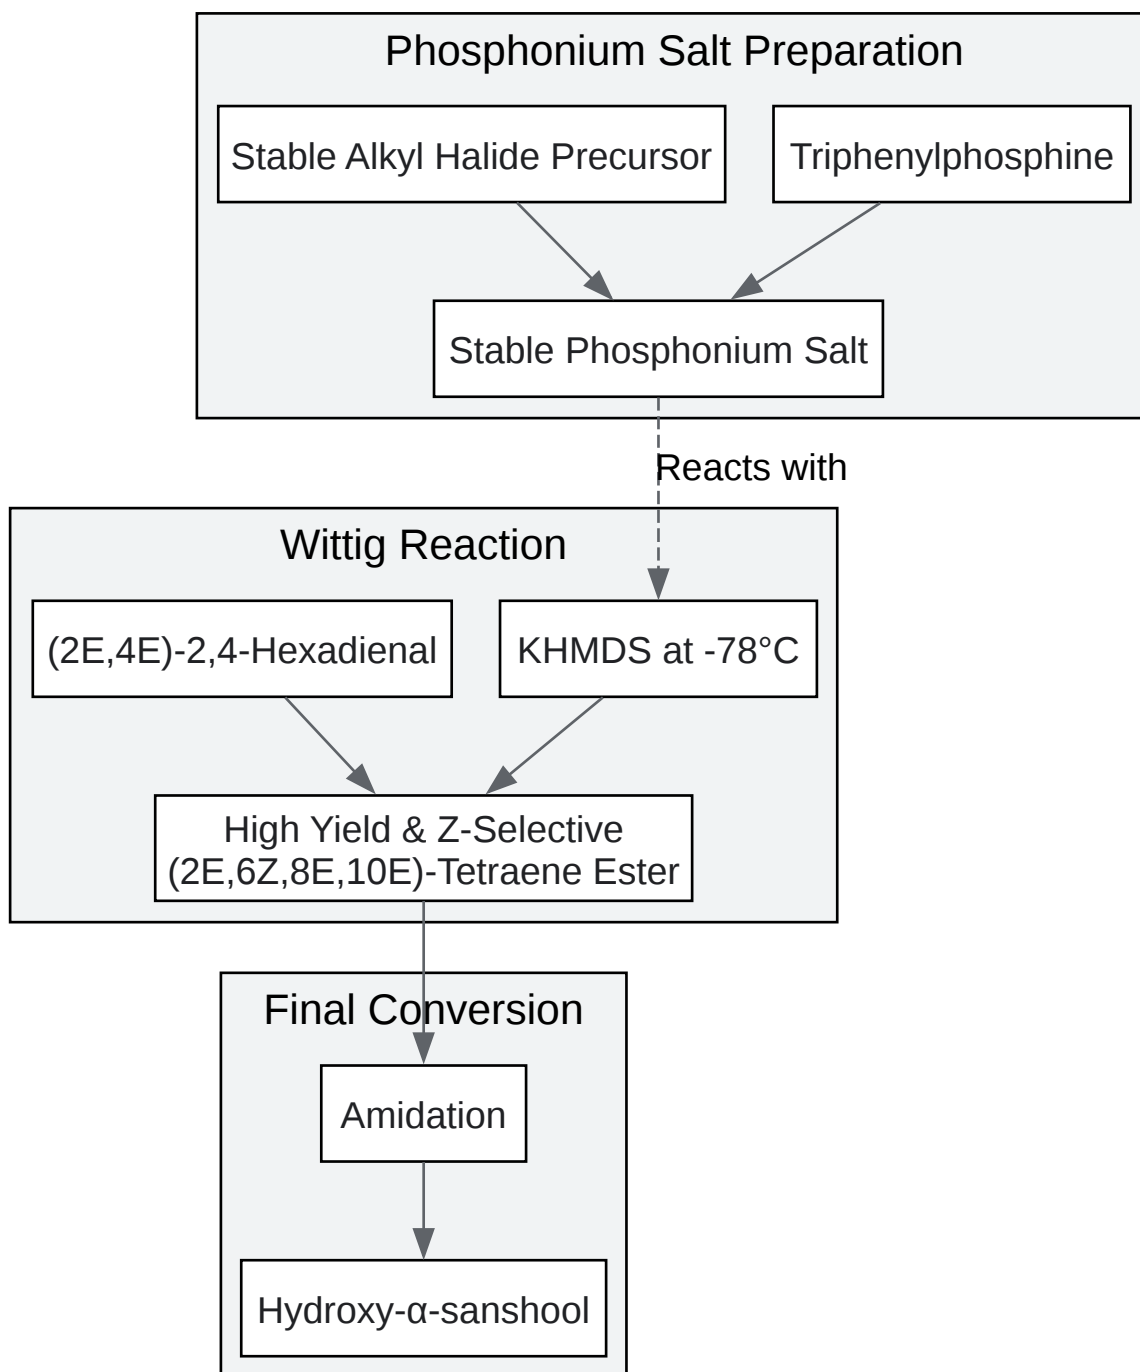 Phosphonium Salt Preparation
Stable Alkyl Halide Precursor
Triphenylphosphine
Stable Phosphonium Salt
Reacts with
Wittig Reaction
(2E,4E)-2,4-Hexadienal
KHMDS at -78°C
High Yield & Z-Selective
(2E,6Z,8E,10E)-Tetraene Ester
Final Conversion
Amidation
Hydroxy-α-sanshool